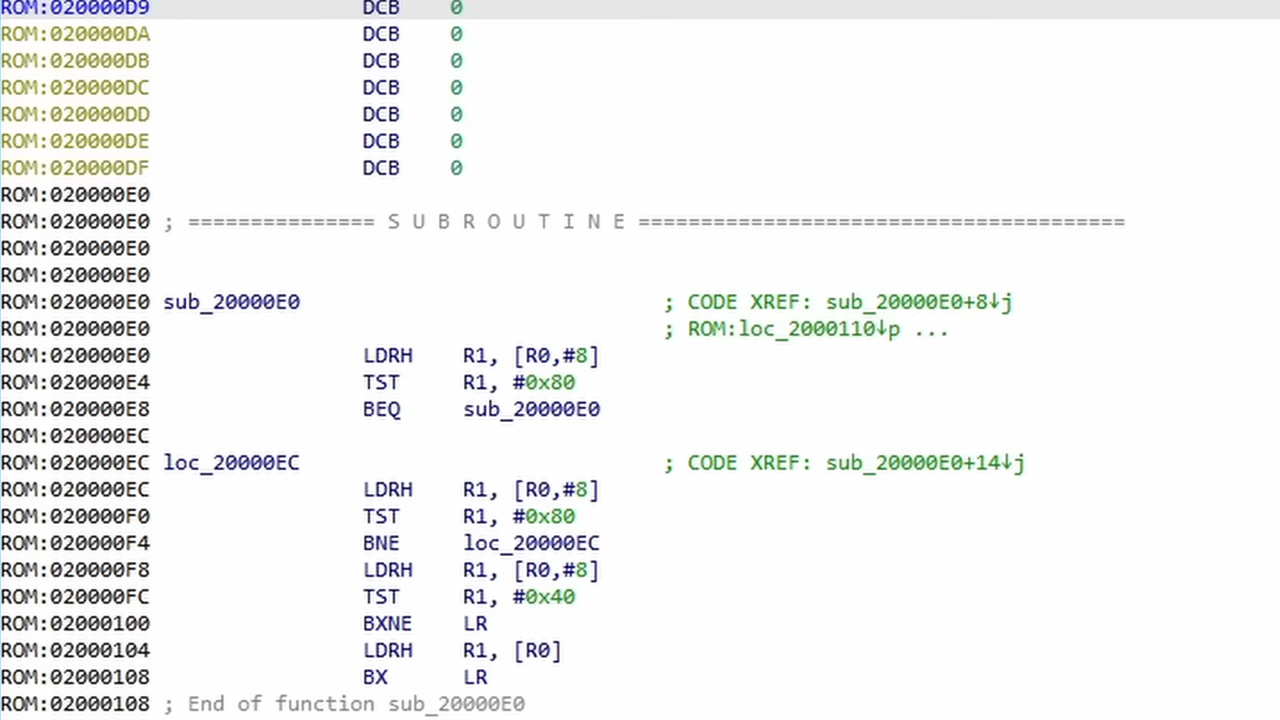 ROM:020000D9 DCB 0
ROM:020000DA DCB 0
ROM:020000DB DCB 0
ROM:020000DC DCB 0
ROM:020000DD DCB 0
ROM:020000DE DCB 0
ROM:020000DF DCB 0
ROM:020000E0
ROM:020000E0 ; =============== S U B R O U T I N E =======================================
ROM:020000E0
ROM:020000E0
ROM:020000E0 sub_20000E0 ; CODE XREF: sub_20000E0+8↓j
ROM:020000E0 ; ROM:loc_2000110↓p ...
ROM:020000E0 LDRH R1, [R0,#8]
ROM:020000E4 TST R1, #0x80
ROM:020000E8 BEQ sub_20000E0
ROM:020000EC
ROM:020000EC loc_20000EC ; CODE XREF: sub_20000E0+14↓j
ROM:020000EC LDRH R1, [R0,#8]
ROM:020000F0 TST R1, #0x80
ROM:020000F4 BNE loc_20000EC
ROM:020000F8 LDRH R1, [R0,#8]
ROM:020000FC TST R1, #0x40
ROM:02000100 BXNE LR
ROM:02000104 LDRH R1, [R0]
ROM:02000108 BX LR
ROM:02000108 ; End of function sub_20000E0